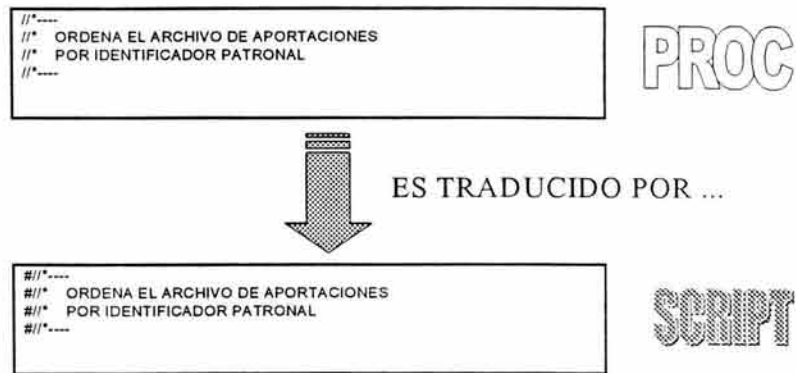 //*----
//* ORDENA EL ARCHIVO DE APORTACIONES
//* POR IDENTIFICADOR PATRONAL
//*----
PROC
ES TRADUCIDO POR ...
#//*----
#//* ORDENA EL ARCHIVO DE APORTACIONES
#//* POR IDENTIFICADOR PATRONAL
#//*----
SCRIPT